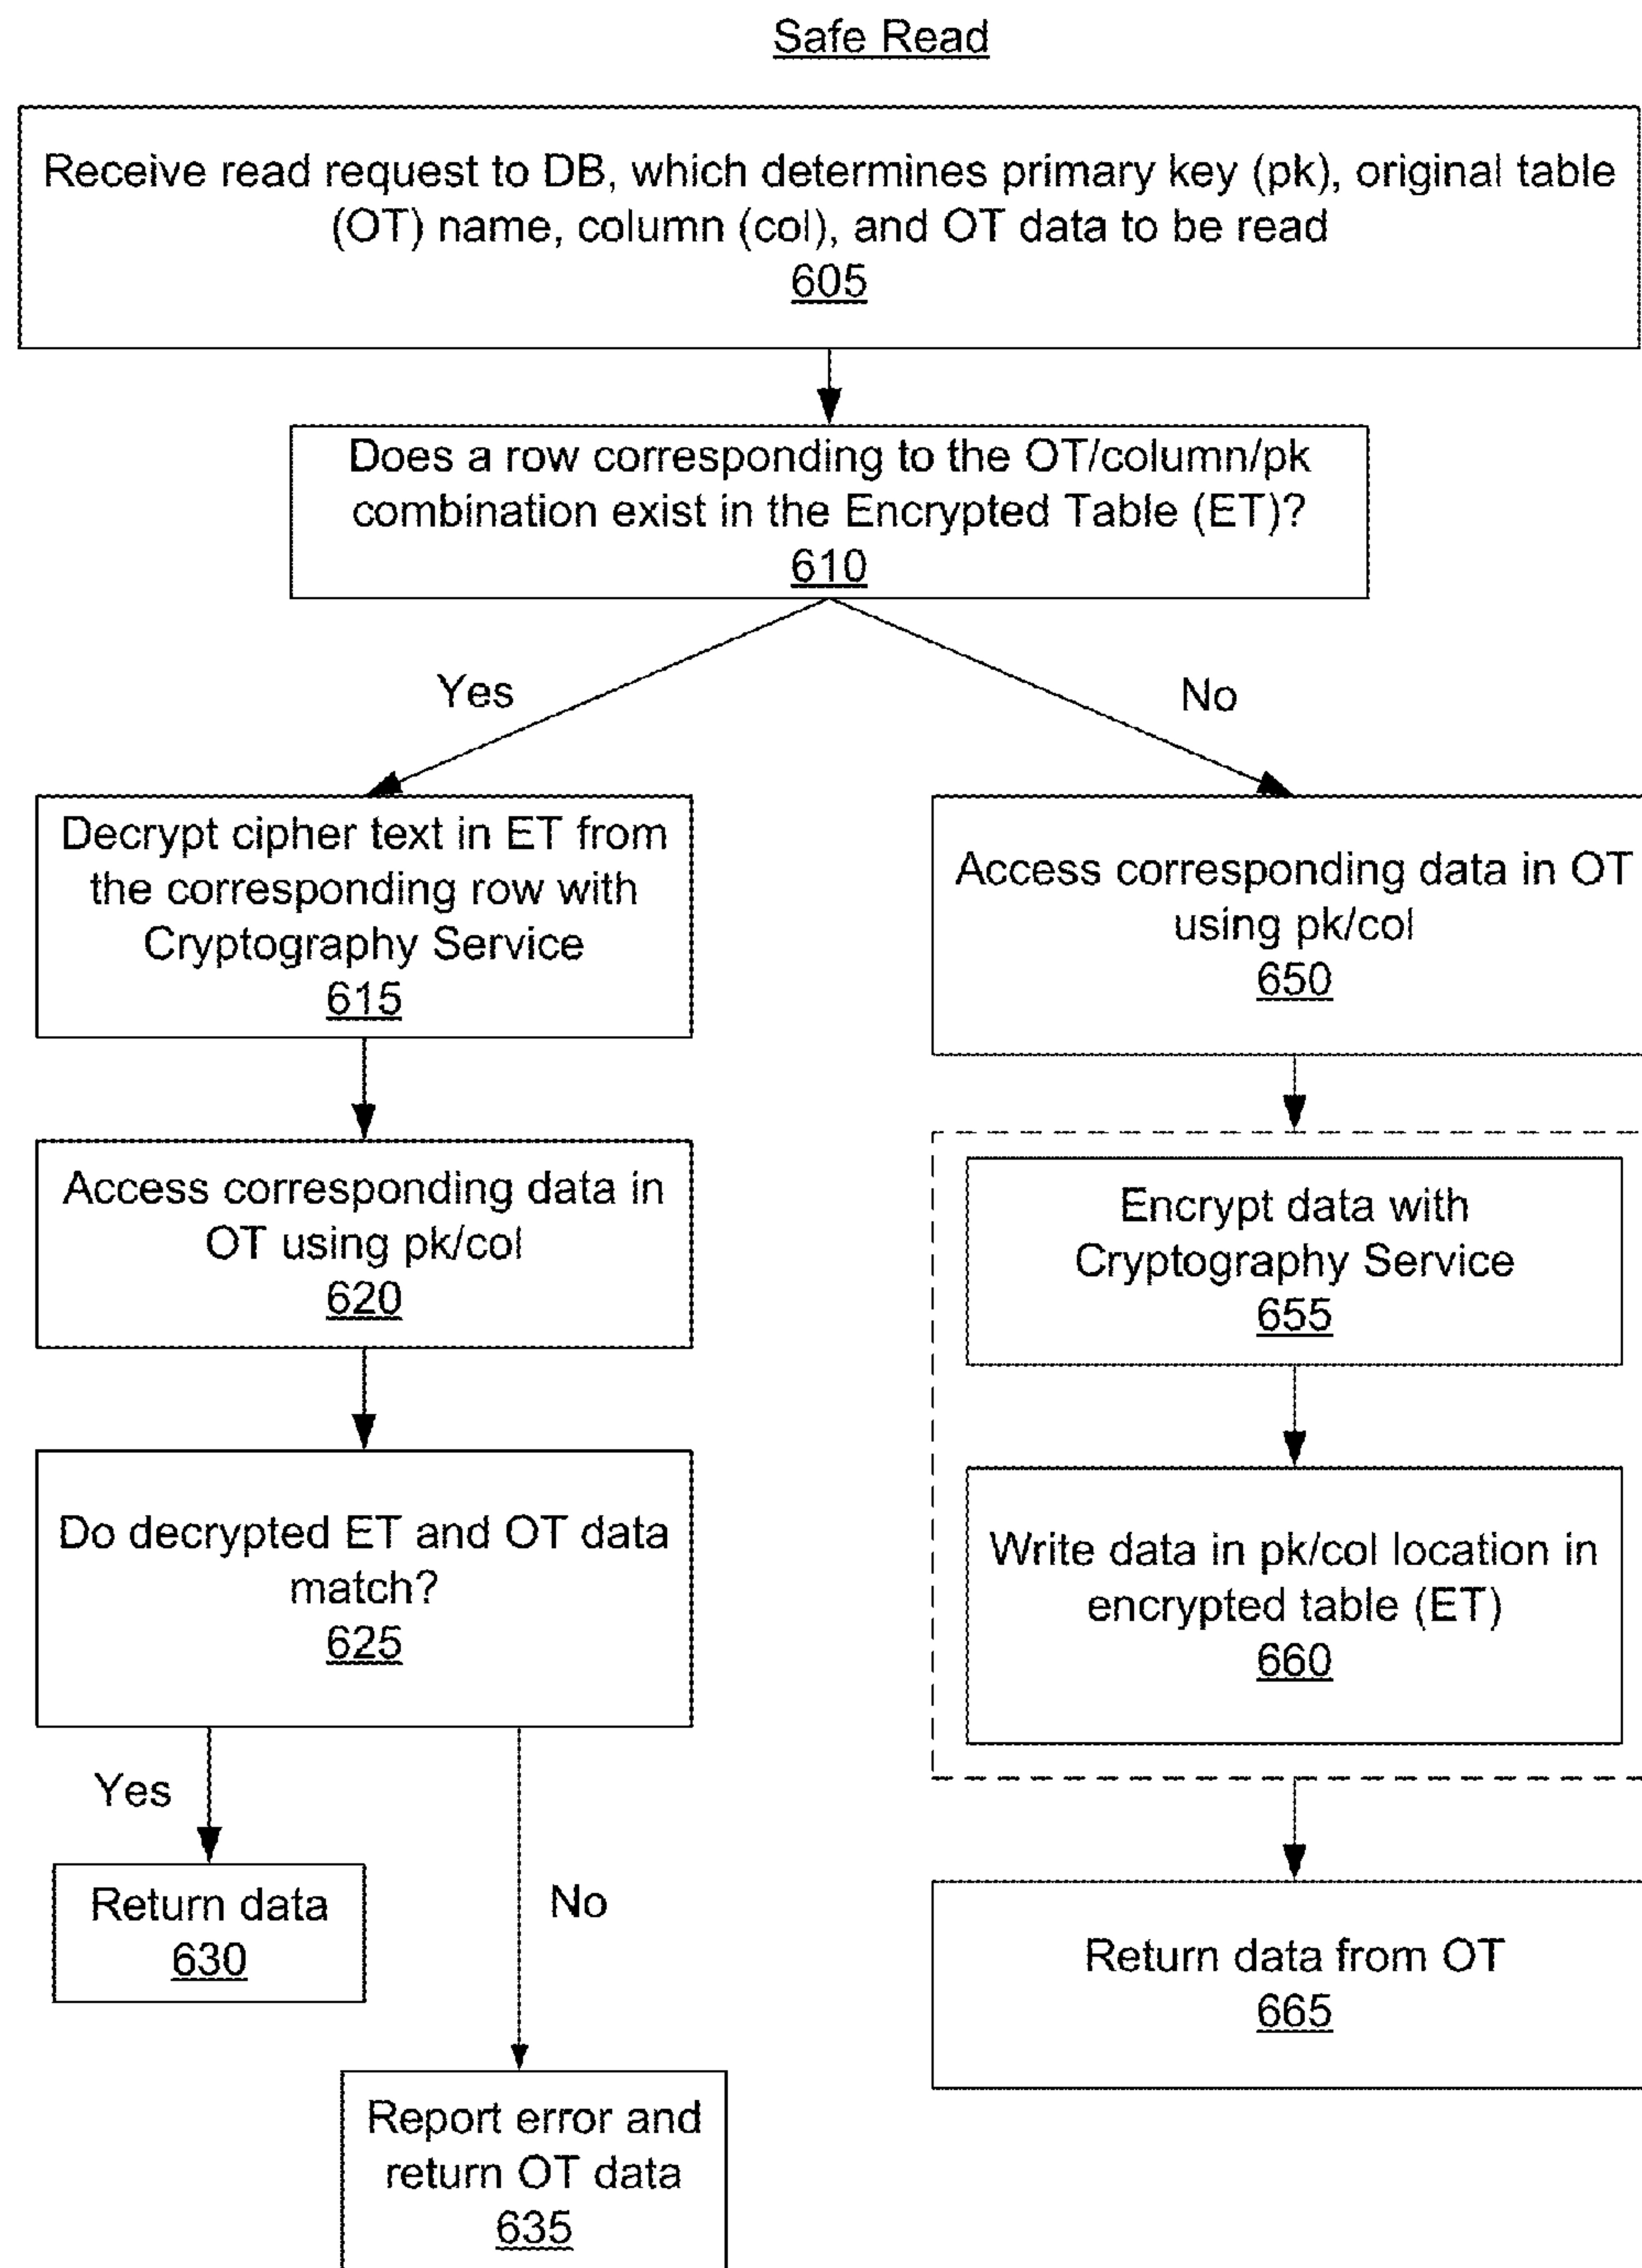 Safe Read
Receive read request to DB, which determines primary key (pk), original table
(OT) name, column (col), and OT data to be read
605
Does a row corresponding to the OT/column/pk
combination exist in the Encrypted Table (ET)?
610
Yes
No
Decrypt cipher text in ET from
the corresponding row with
Cryptography Service
615
Access corresponding data in
OT using pk/col
620
Do decrypted ET and OT data
match?
625
Yes
Return data
630
No
Report error and
return OT data
635
Access corresponding data in OT
using pk/col
650
Encrypt data with
Cryptography Service
655
Write data in pk/col location in
encrypted table (ET)
660
Return data from OT
665